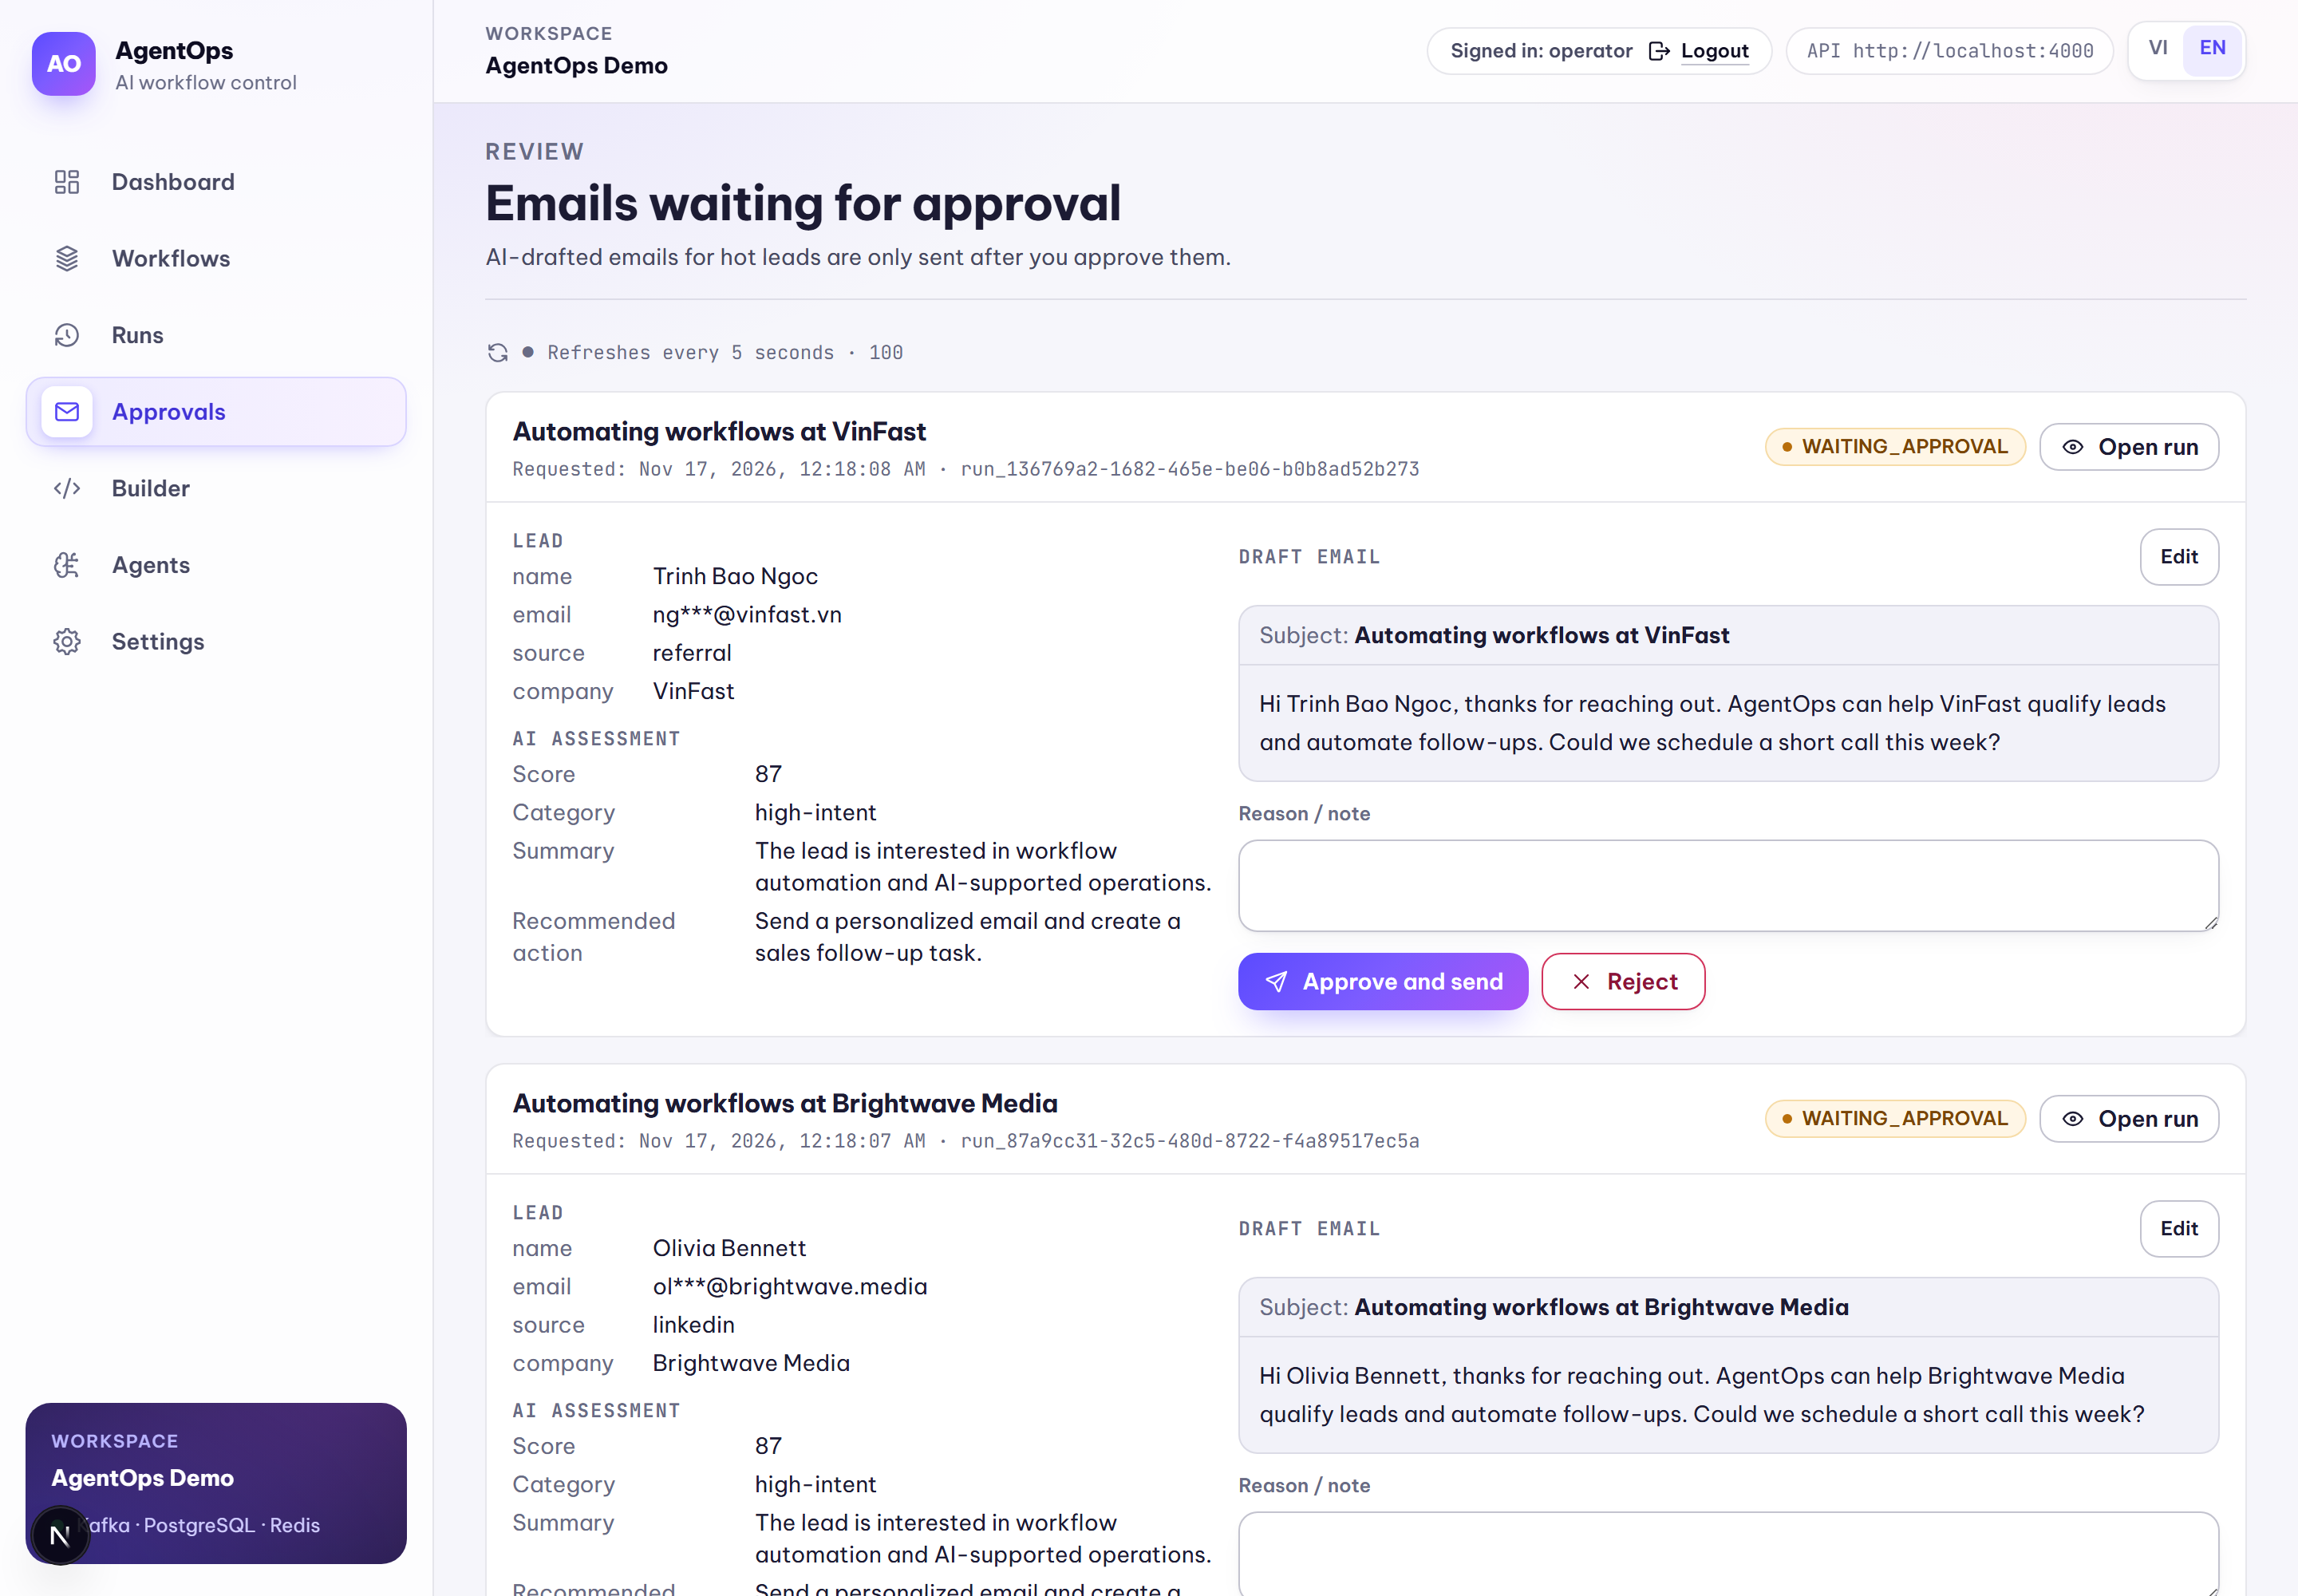 AO
AgentOps
AI workflow control
Dashboard
Workflows
Runs
Approvals
Builder
Agents
Settings
WORKSPACE
AgentOps Demo
Kafka · PostgreSQL · Redis
N
WORKSPACE
AgentOps Demo
Signed in: operator
Logout
API http://localhost:4000
VI
EN
REVIEW
Emails waiting for approval
AI-drafted emails for hot leads are only sent after you approve them.
Refreshes every 5 seconds · 100
Automating workflows at VinFast
Requested: Nov 17, 2026, 12:18:08 AM · run_136769a2-1682-465e-be06-b0b8ad52b273
WAITING_APPROVAL
Open run
LEAD
name Trinh Bao Ngoc
email ng***@vinfast.vn
source referral
company VinFast
AI ASSESSMENT
Score 87
Category high-intent
Summary The lead is interested in workflow
automation and AI-supported operations.
Recommended Send a personalized email and create a
action sales follow-up task.
DRAFT EMAIL
Edit
Subject: Automating workflows at VinFast
Hi Trinh Bao Ngoc, thanks for reaching out. AgentOps can help VinFast qualify leads
and automate follow-ups. Could we schedule a short call this week?
Reason / note
Approve and send
Reject
Automating workflows at Brightwave Media
Requested: Nov 17, 2026, 12:18:07 AM · run_87a9cc31-32c5-480d-8722-f4a89517ec5a
WAITING_APPROVAL
Open run
LEAD
name Olivia Bennett
email ol***@brightwave.media
source linkedin
company Brightwave Media
AI ASSESSMENT
Score 87
Category high-intent
Summary The lead is interested in workflow
automation and AI-supported operations.
Recommended Send a personalized email and create a
DRAFT EMAIL
Edit
Subject: Automating workflows at Brightwave Media
Hi Olivia Bennett, thanks for reaching out. AgentOps can help Brightwave Media
qualify leads and automate follow-ups. Could we schedule a short call this week?
Reason / note